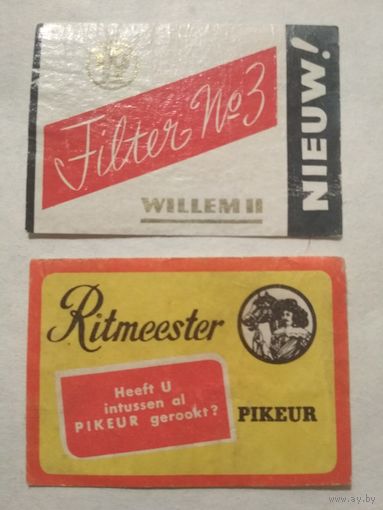 Filter No3
WILLEM II
NIEUW!
Ritmeester
Heeft U
intussen al
PIKEUR gerookt?
PIKEUR
www.ay.by